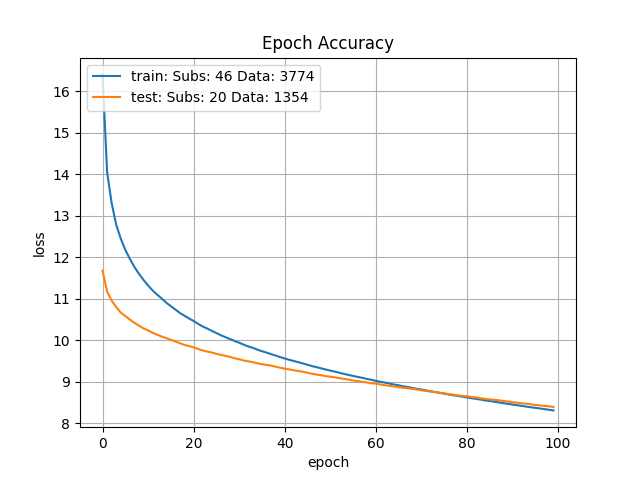 Epoch Accuracy
train: Subs: 46 Data: 3774
test: Subs: 20 Data: 1354
16
15
14
13
12
11
10
9
8
loss
0 20 40 60 80 100
epoch